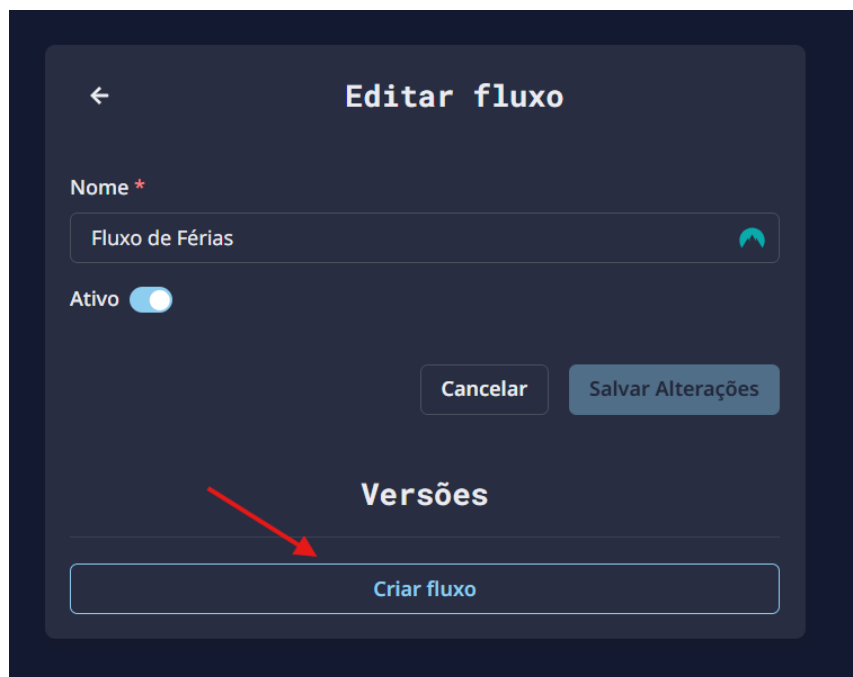 Editar fluxo
Nome *
Fluxo de Férias
Ativo
Cancelar
Salvar Alterações
Versões
Criar fluxo